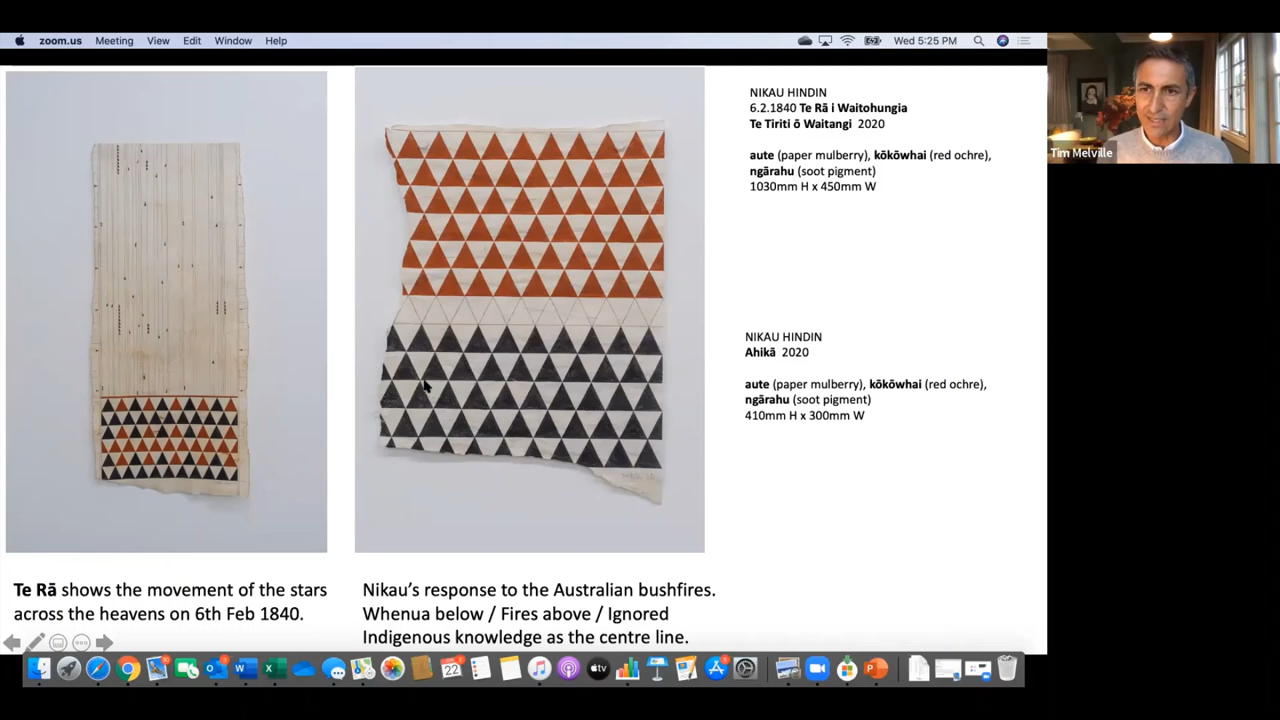 zoom.us Meeting View Edit Window Help Wed 5:25 PM
Tim Melville
NIKAU HINDIN
6.2.1840 Te Rā i Waitohungia
Te Tiriti ō Waitangi 2020
aute (paper mulberry), kōkōwhai (red ochre),
ngārahu (soot pigment)
1030mm H x 450mm W
NIKAU HINDIN
Ahikā 2020
aute (paper mulberry), kōkōwhai (red ochre),
ngārahu (soot pigment)
410mm H x 300mm W
Te Rā shows the movement of the stars
across the heavens on 6th Feb 1840.
Nikau’s response to the Australian bushfires.
Whenua below / Fires above / Ignored
Indigenous knowledge as the centre line.